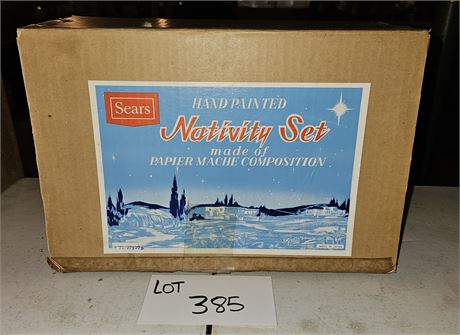 Sears
HAND PAINTED
Nativity Set
made of
PAPIER MACHE COMPOSITION
LOT 385